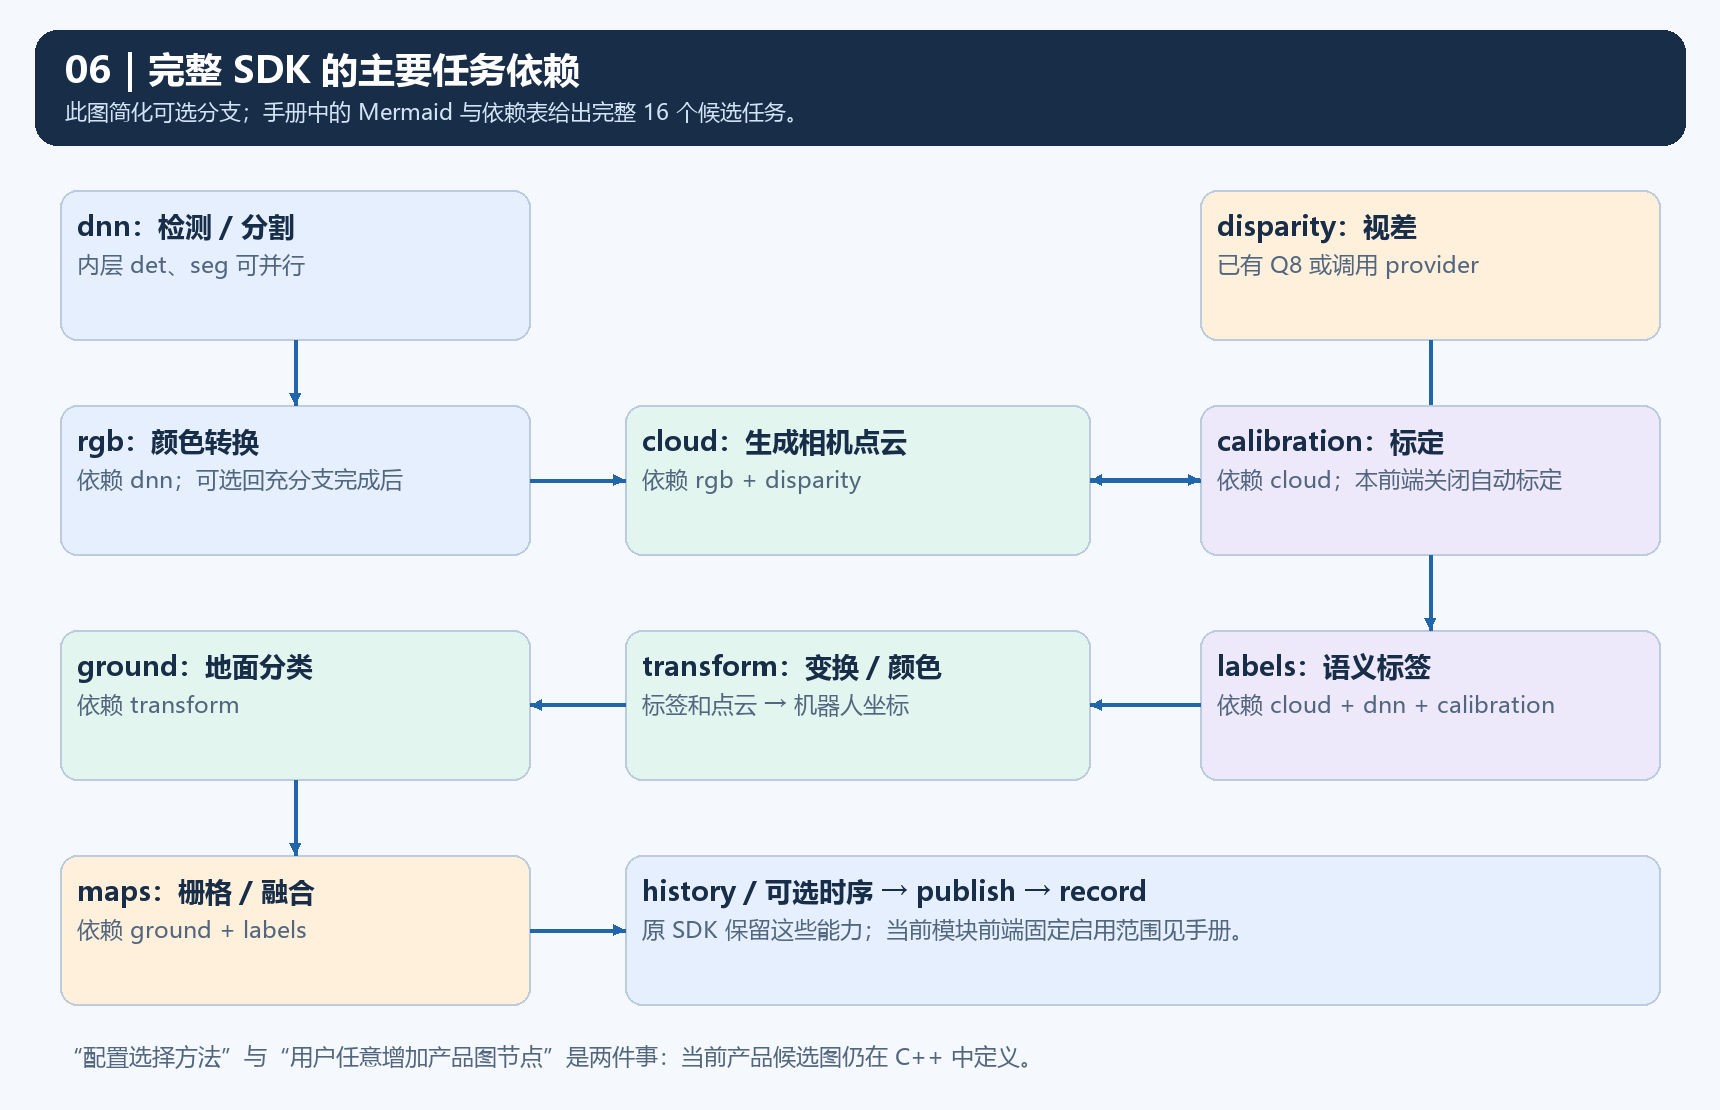 06 | 完整 SDK 的主要任务依赖
此图简化可选分支；手册中的 Mermaid 与依赖表给出完整 16 个候选任务。
dnn：检测 / 分割
内层 det、seg 可并行
disparity：视差
已有 Q8 或调用 provider
rgb：颜色转换
依赖 dnn；可选回充分支完成后
cloud：生成相机点云
依赖 rgb + disparity
calibration：标定
依赖 cloud；本前端关闭自动标定
ground：地面分类
依赖 transform
transform：变换 / 颜色
标签和点云 → 机器人坐标
labels：语义标签
依赖 cloud + dnn + calibration
maps：栅格 / 融合
依赖 ground + labels
history / 可选时序 → publish → record
原 SDK 保留这些能力；当前模块前端固定启用范围见手册。
“配置选择方法”与“用户任意增加产品图节点”是两件事：当前产品候选图仍在 C++ 中定义。